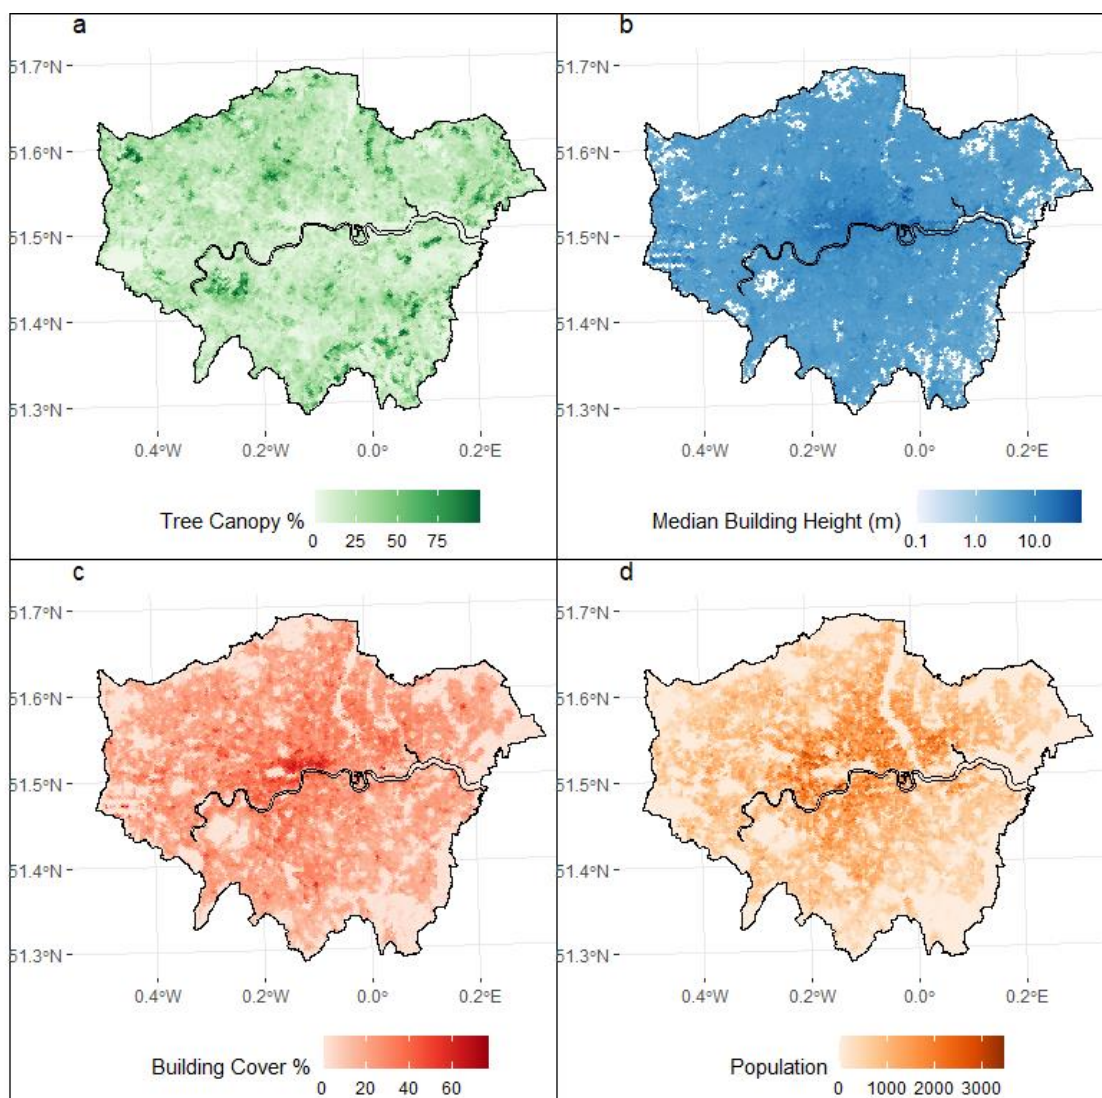 a
51.7°N
51.6°N
51.5°N
51.4°N
51.3°N
0.4°W 0.2°W 0.0° 0.2°E
Tree Canopy %
0 25 50 75
b
51.7°N
51.6°N
51.5°N
51.4°N
51.3°N
0.4°W 0.2°W 0.0° 0.2°E
Median Building Height (m)
0.1 1.0 10.0
c
51.7°N
51.6°N
51.5°N
51.4°N
51.3°N
0.4°W 0.2°W 0.0° 0.2°E
Building Cover %
0 20 40 60
d
51.7°N
51.6°N
51.5°N
51.4°N
51.3°N
0.4°W 0.2°W 0.0° 0.2°E
Population
0 1000 2000 3000